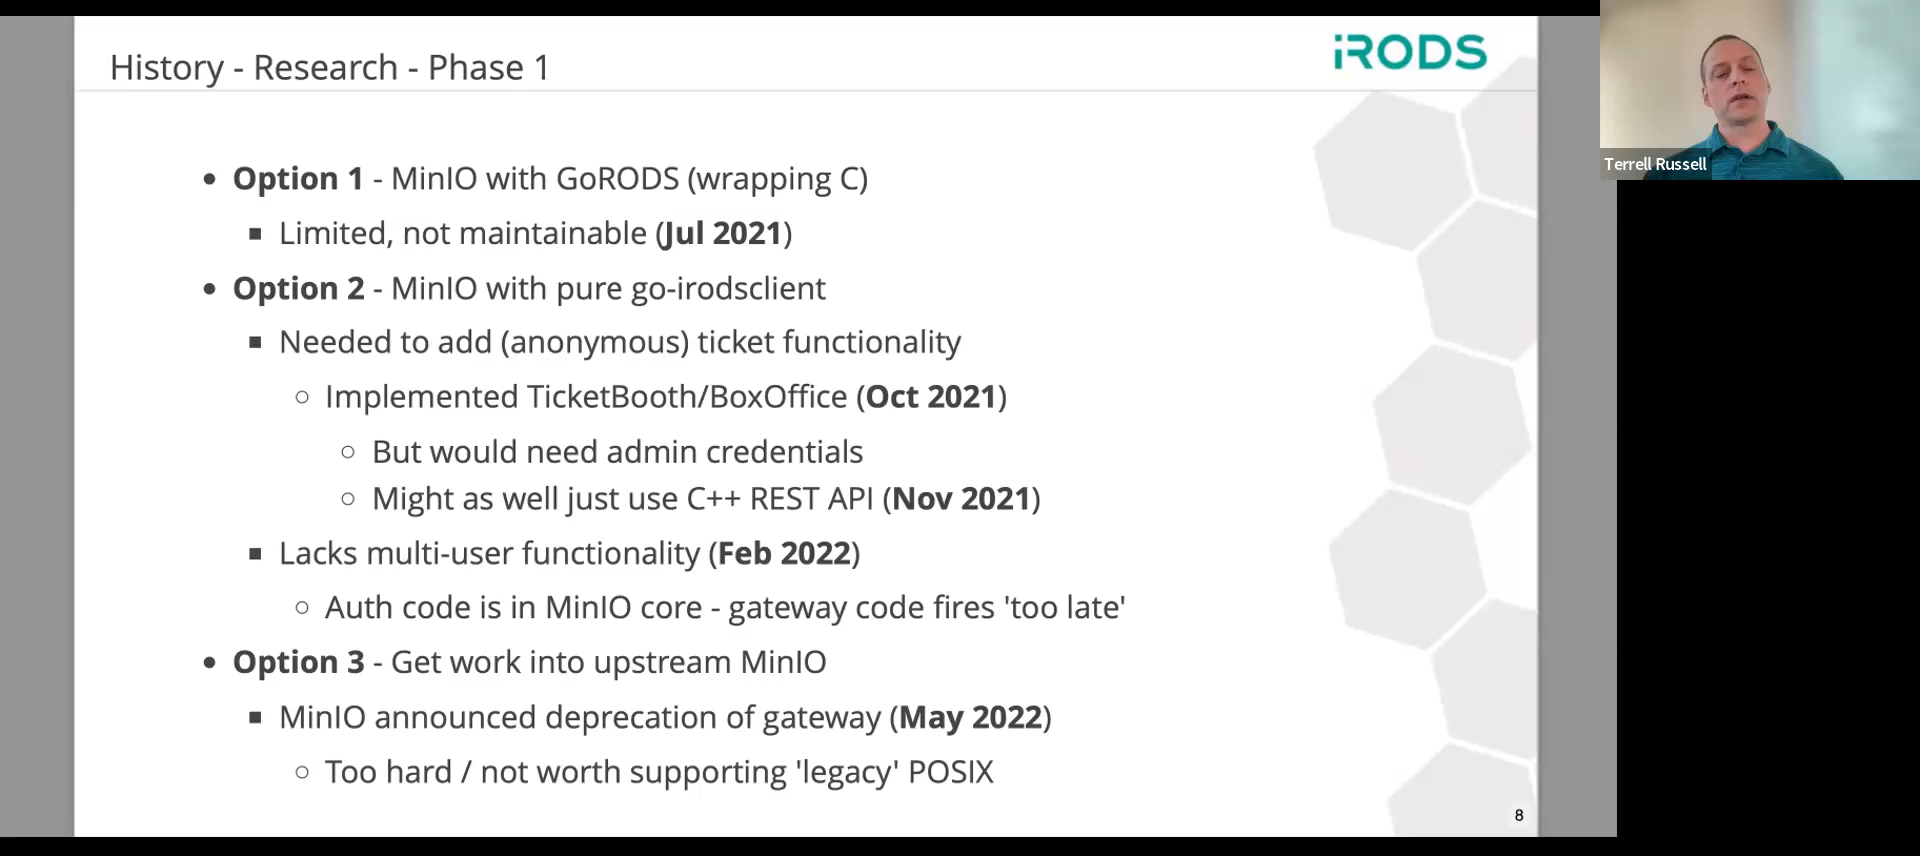 History - Research - Phase 1
iRODS
Terrell Russell
• Option 1 - MinIO with GoRODS (wrapping C)
▪ Limited, not maintainable (Jul 2021)
• Option 2 - MinIO with pure go-irodsclient
▪ Needed to add (anonymous) ticket functionality
○ Implemented TicketBooth/BoxOffice (Oct 2021)
○ But would need admin credentials
○ Might as well just use C++ REST API (Nov 2021)
▪ Lacks multi-user functionality (Feb 2022)
○ Auth code is in MinIO core - gateway code fires 'too late'
• Option 3 - Get work into upstream MinIO
▪ MinIO announced deprecation of gateway (May 2022)
○ Too hard / not worth supporting 'legacy' POSIX
8